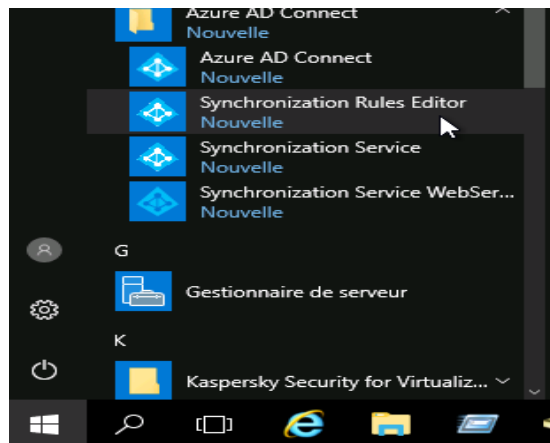 Azure AD Connect
Nouvelle
Azure AD Connect
Nouvelle
Synchronization Rules Editor
Nouvelle
Synchronization Service
Nouvelle
Synchronization Service WebSer...
Nouvelle
G
Gestionnaire de serveur
K
Kaspersky Security for Virtualiz...